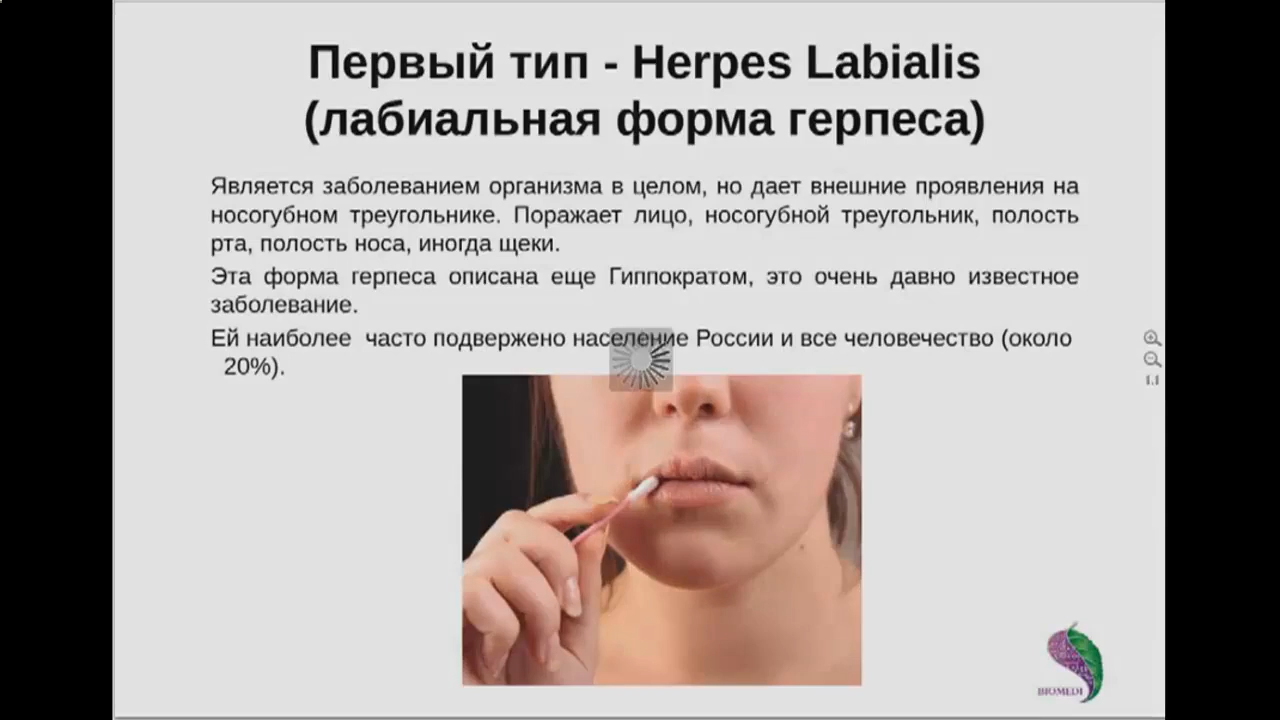 Первый тип - Herpes Labialis
(лабиальная форма герпеса)
Является заболеванием организма в целом, но дает внешние проявления на
носогубном треугольнике. Поражает лицо, носогубной треугольник, полость
рта, полость носа, иногда щеки.
Эта форма герпеса описана еще Гиппократом, это очень давно известное
заболевание.
Ей наиболее  часто подвержено население России и все человечество (около
20%).
1:1
BIOMEDI